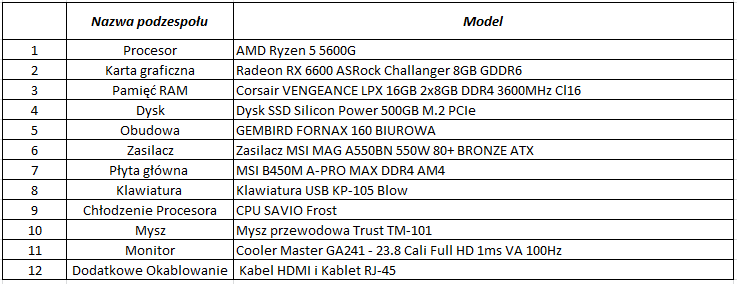 Nazwa podzespołu Model
1 Procesor AMD Ryzen 5 5600G
2 Karta graficzna Radeon RX 6600 ASRock Challanger 8GB GDDR6
3 Pamięć RAM Corsair VENGEANCE LPX 16GB 2x8GB DDR4 3600MHz Cl16
4 Dysk Dysk SSD Silicon Power 500GB M.2 PCIe
5 Obudowa GEMBIRD FORNAX 160 BIUROWA
6 Zasilacz Zasilacz MSI MAG A550BN 550W 80+ BRONZE ATX
7 Płyta główna MSI B450M A-PRO MAX DDR4 AM4
8 Klawiatura Klawiatura USB KP-105 Blow
9 Chłodzenie Procesora CPU SAVIO Frost
10 Mysz Mysz przewodowa Trust TM-101
11 Monitor Cooler Master GA241 - 23.8 Cali Full HD 1ms VA 100Hz
12 Dodatkowe Okablowanie Kabel HDMI i Kablet RJ-45